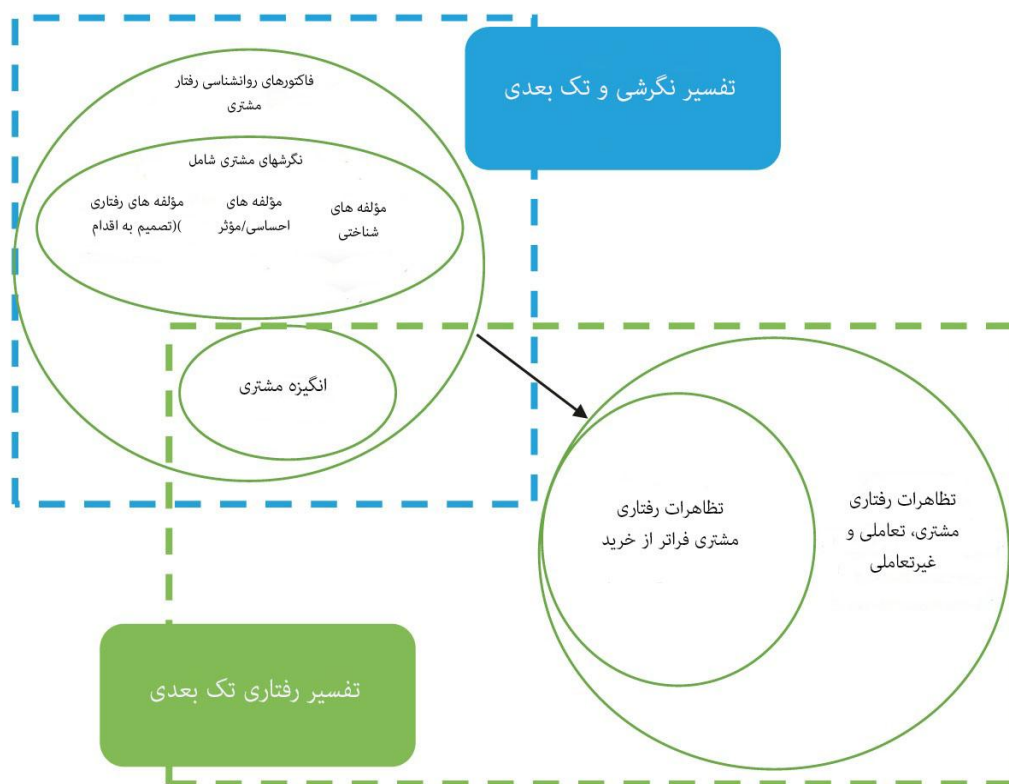 تفسیر نگرشی و تک بعدی
فاکتورهای روانشناسی رفتار
مشتری
نگرشهای مشتری شامل
مؤلفه های
شناختی
مؤلفه های
احساسی/مؤثر
مؤلفه های رفتاری
)(تصمیم به اقدام
انگیزه مشتری
تظاهرات رفتاری
مشتری، تعاملی و
غیرتعاملی
تظاهرات رفتاری
مشتری فراتر از خرید
تفسیر رفتاری تک بعدی